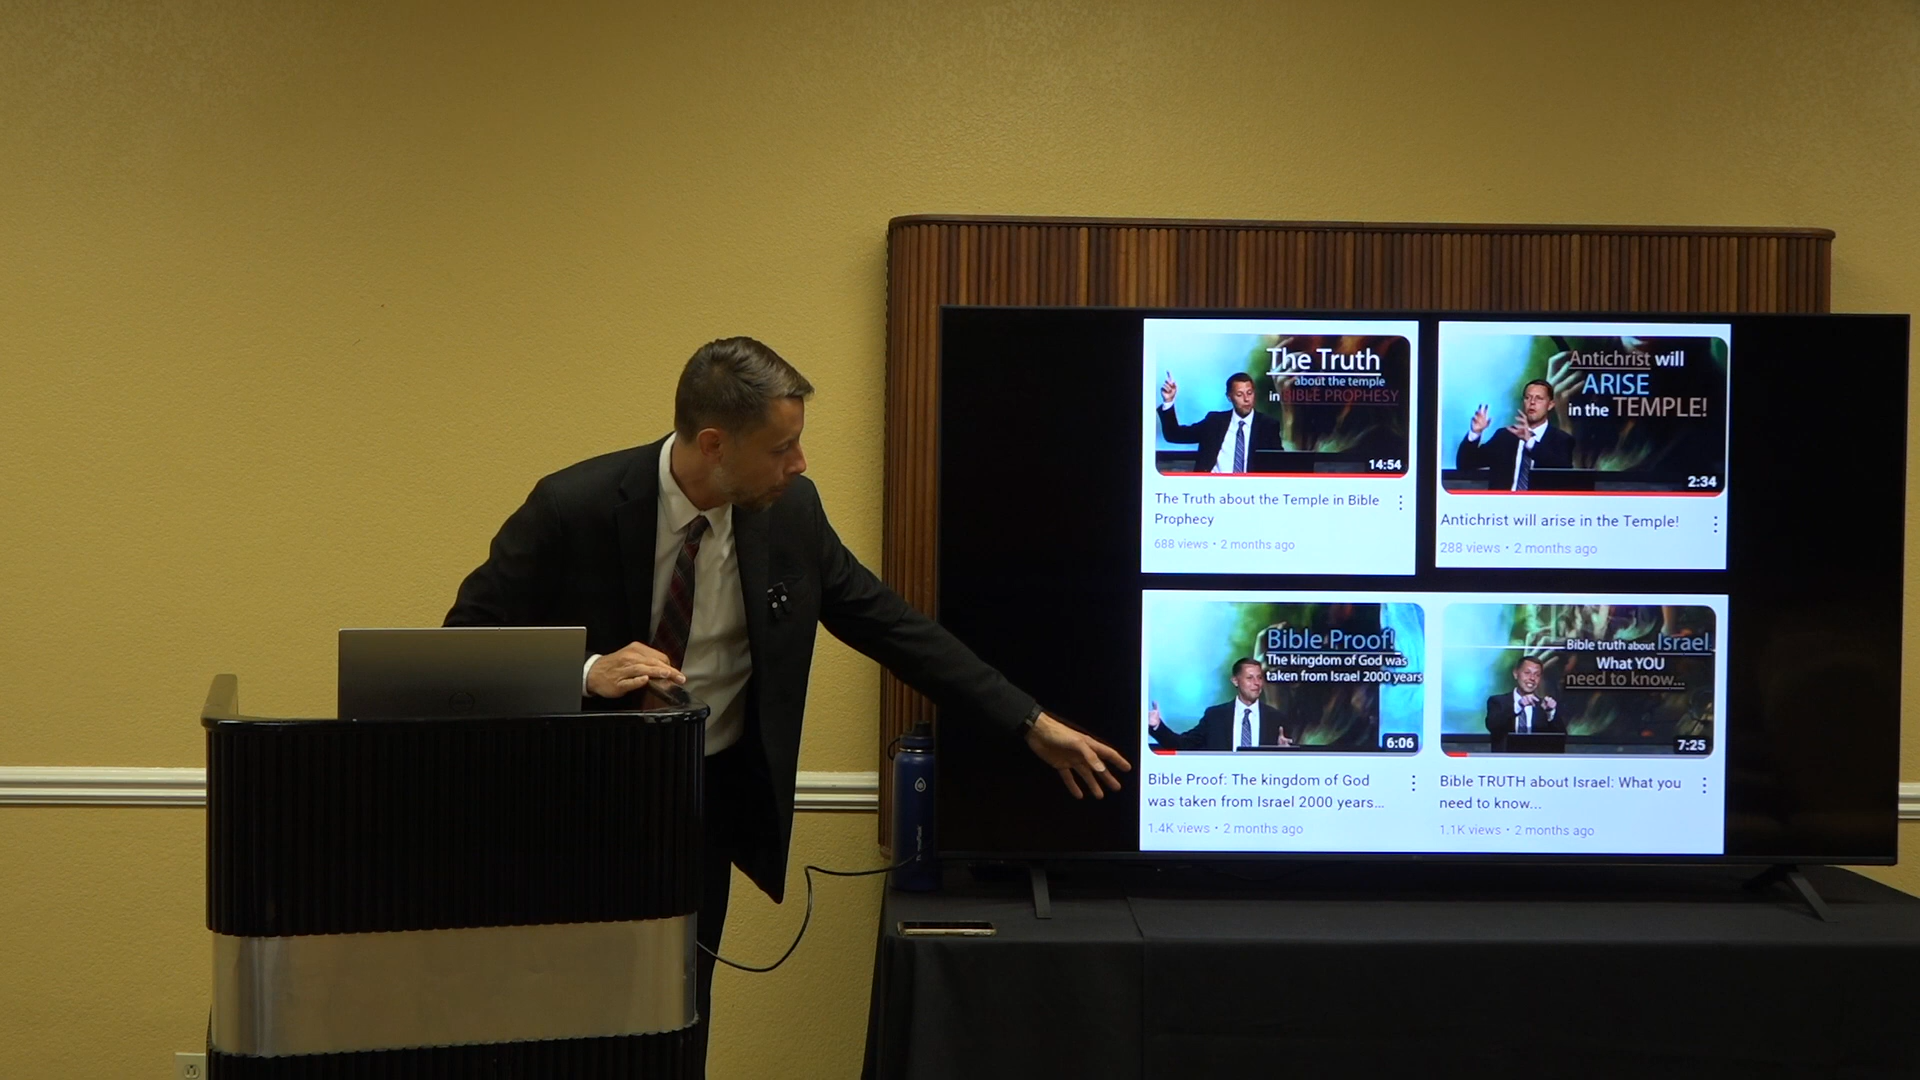 The Truth
about the temple
in BIBLE PROPHESY
14:54
The Truth about the Temple in Bible
Prophecy
688 views • 2 months ago
Antichrist will
ARISE
in the TEMPLE!
2:34
Antichrist will arise in the Temple!
288 views • 2 months ago
Bible Proof!
The kingdom of God was
taken from Israel 2000 years
6:06
Bible Proof: The kingdom of God
was taken from Israel 2000 years...
1.4K views • 2 months ago
Bible truth about Israel
What YOU
need to know...
7:25
Bible TRUTH about Israel: What you
need to know...
1.1K views • 2 months ago